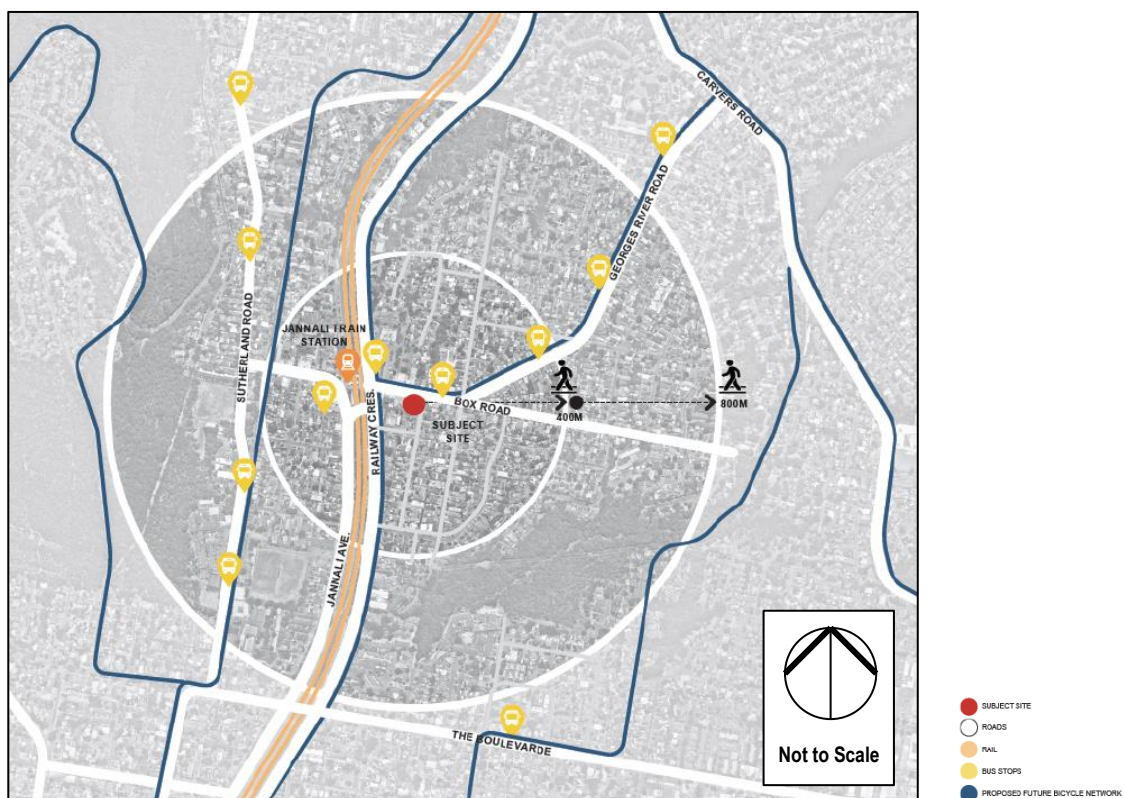 CARVERS ROAD
GEORGES RIVER ROAD
SUTHERLAND ROAD
JANNALI TRAIN
STATION
RAILWAY CRES.
BOX ROAD
SUBJECT
SITE
400M
800M
JANNALI AVE.
THE BOULEVARDE
Not to Scale
SUBJECT SITE
ROADS
RAIL
BUS STOPS
PROPOSED FUTURE BICYCLE NETWORK